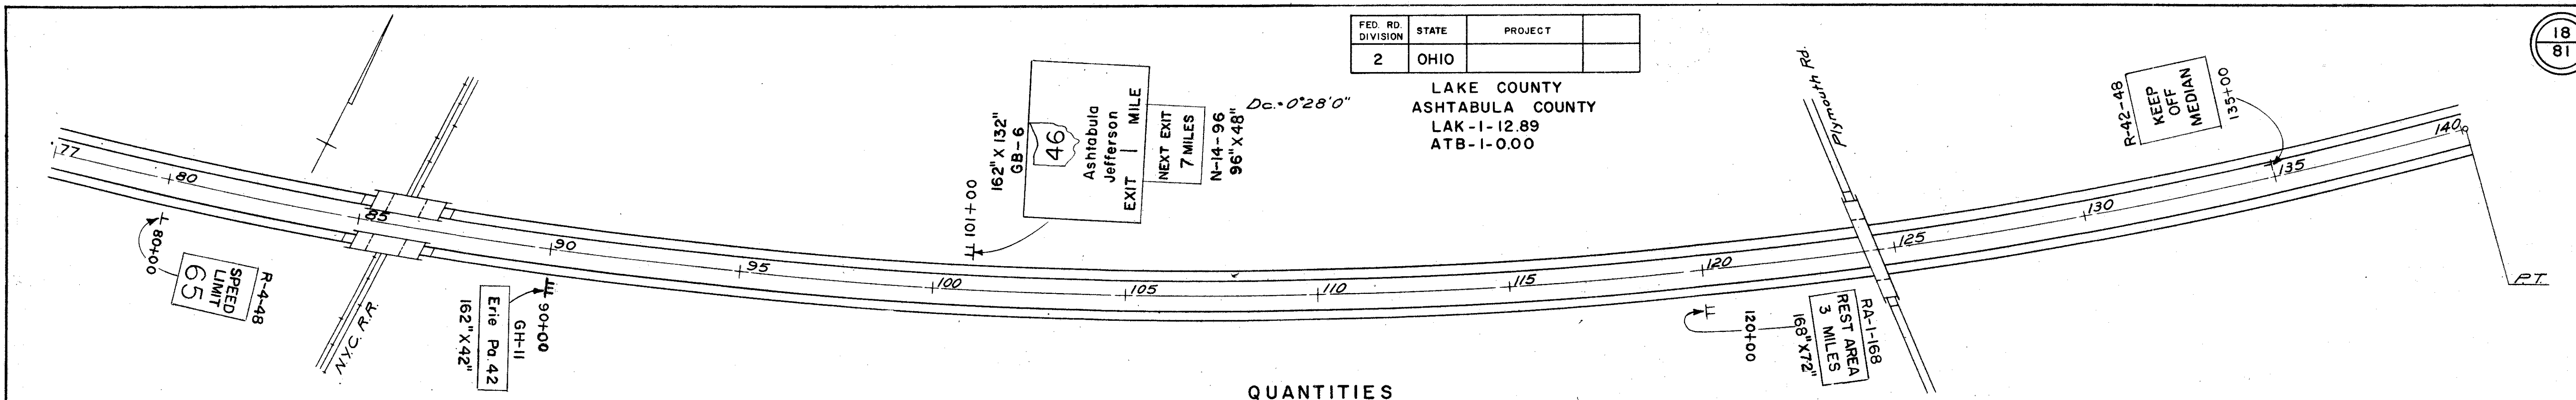 FED. RD. DIVISION STATE PROJECT
2 OHIO
18
81
LAKE COUNTY
ASHTABULA COUNTY
LAK-1-12.89
ATB-1-0.00
Dc.=0°28'0"
77
80
85
90
95
100
105
110
115
120
125
130
135
140
80+00
R-4-48
SPEED
LIMIT
65
N.Y.C. R.R.
90+00
GH-11
Erie Pa. 42
162" X 42"
101+00
162" X 132"
GB-6
46
Ashtabula
Jefferson
EXIT 1 MILE
NEXT EXIT
7 MILES
N-14-96
96" X 48"
Plymouth Rd.
120+00
RA-1-168
REST AREA
3 MILES
168" X 72"
R-42-48
KEEP
OFF
MEDIAN
135+00
P.T.
QUANTITIES